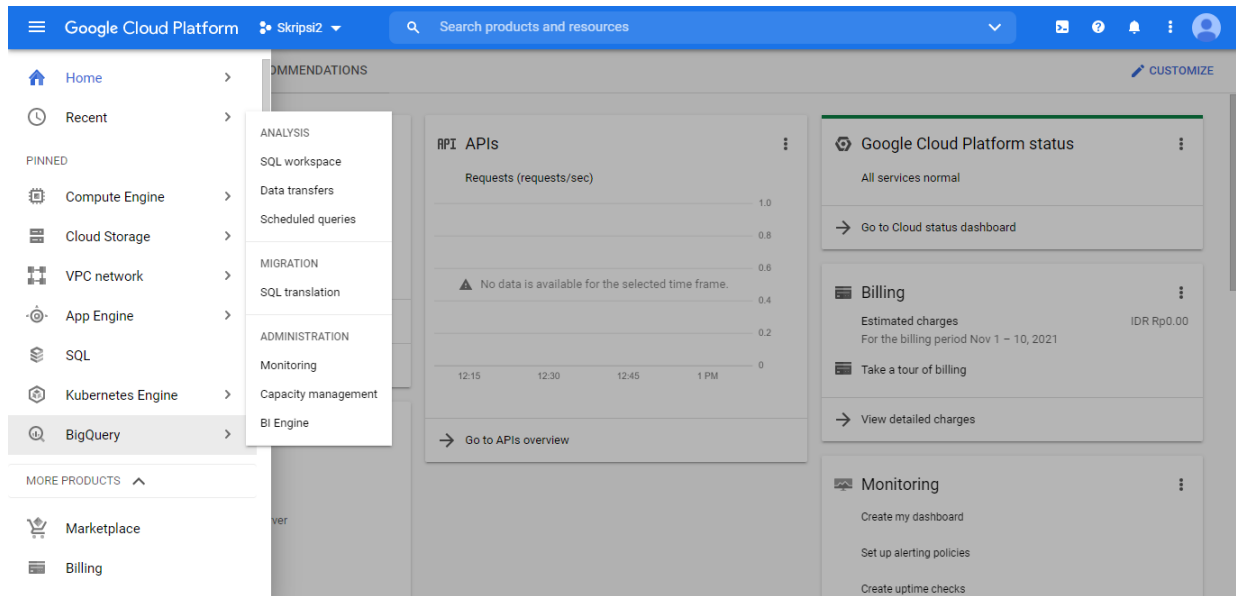 Google Cloud Platform
Skripsi2
Search products and resources
Home
Recent
PINNED
Compute Engine
Cloud Storage
VPC network
App Engine
SQL
Kubernetes Engine
BigQuery
MORE PRODUCTS
Marketplace
Billing
ANALYSIS
SQL workspace
Data transfers
Scheduled queries
MIGRATION
SQL translation
ADMINISTRATION
Monitoring
Capacity management
BI Engine
OMMENDATIONS
CUSTOMIZE
ver
API APIs
Requests (requests/sec)
1.0
0.8
0.6
No data is available for the selected time frame.
0.4
0.2
0
12:15 12:30 12:45 1 PM
Go to APIs overview
Google Cloud Platform status
All services normal
Go to Cloud status dashboard
Billing
Estimated charges IDR Rp0.00
For the billing period Nov 1 – 10, 2021
Take a tour of billing
View detailed charges
Monitoring
Create my dashboard
Set up alerting policies
Create uptime checks